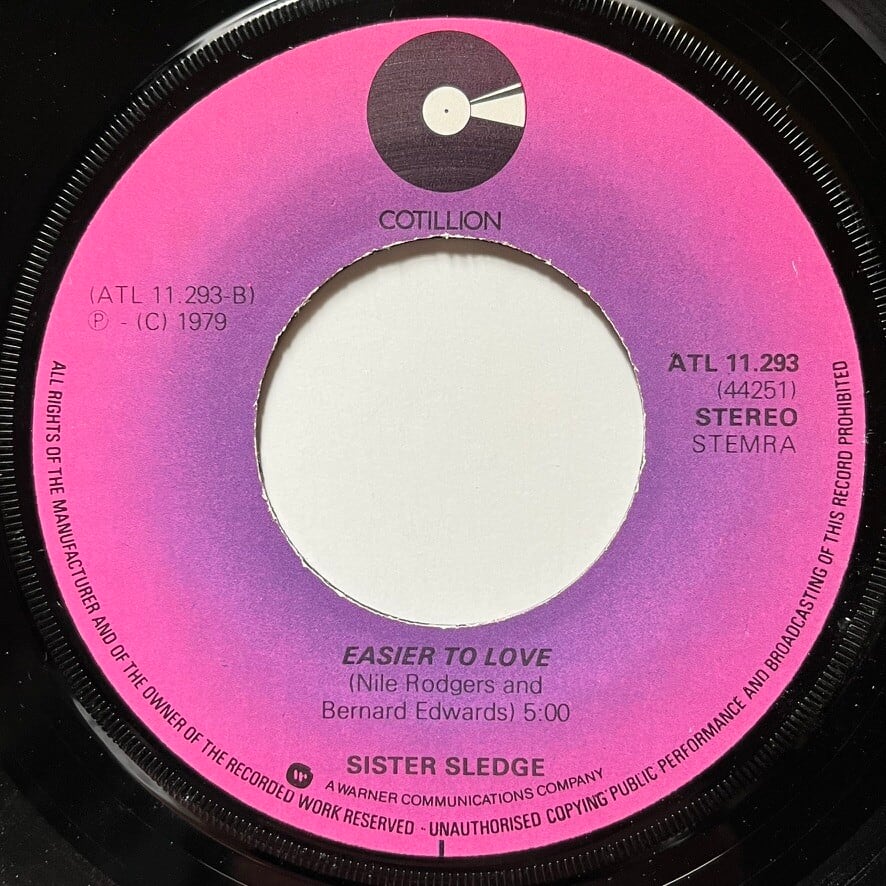 COTILLION
(ATL 11.293-B)
Ⓟ - (C) 1979
ATL 11.293
(44251)
STEREO
STEMRA
EASIER TO LOVE
(Nile Rodgers and
Bernard Edwards) 5:00
SISTER SLEDGE
A WARNER COMMUNICATIONS COMPANY
ALL RIGHTS OF THE MANUFACTURER AND OF THE OWNER OF THE RECORDED WORK RESERVED - UNAUTHORISED COPYING PUBLIC PERFORMANCE AND BROADCASTING OF THIS RECORD PROHIBITED